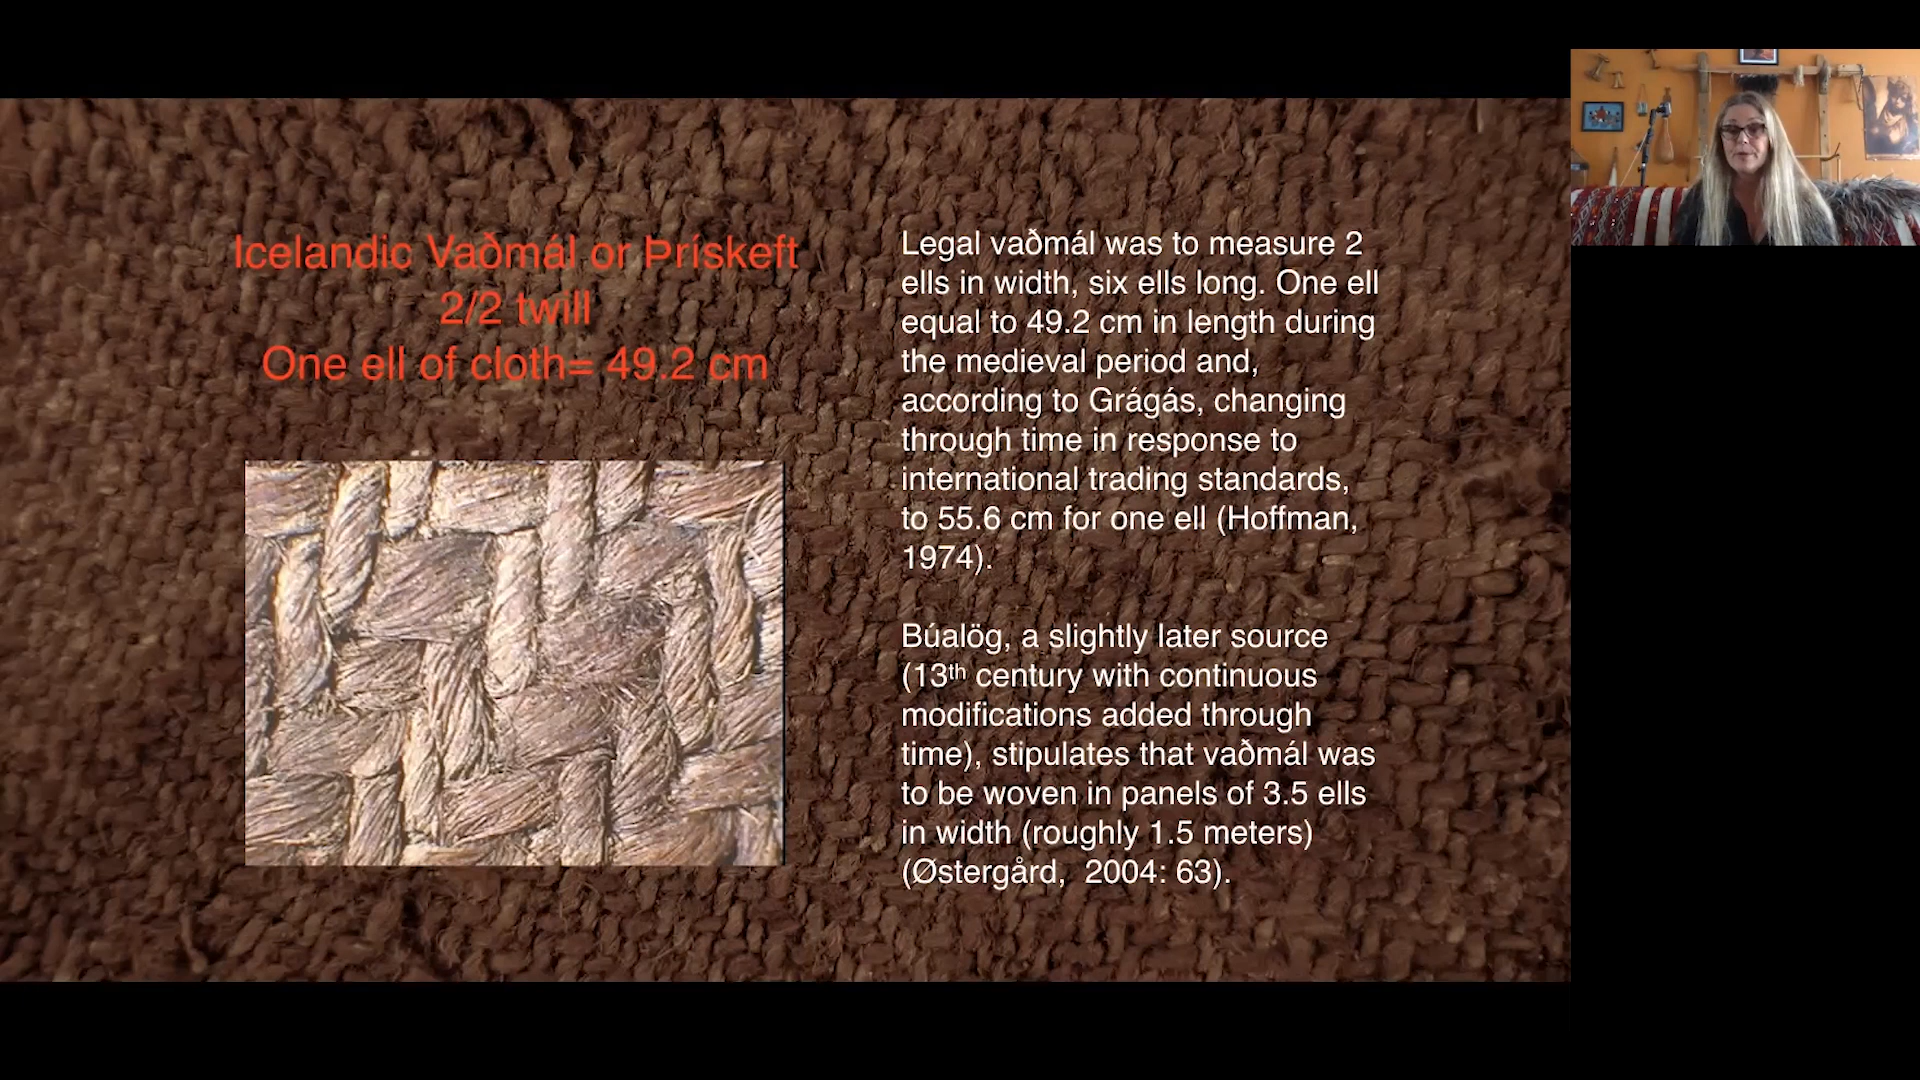 Icelandic Vaðmál or Þrískeft
2/2 twill
One ell of cloth= 49.2 cm
Legal vaðmál was to measure 2
ells in width, six ells long. One ell
equal to 49.2 cm in length during
the medieval period and,
according to Grágás, changing
through time in response to
international trading standards,
to 55.6 cm for one ell (Hoffman,
1974).
Búalög, a slightly later source
(13th century with continuous
modifications added through
time), stipulates that vaðmál was
to be woven in panels of 3.5 ells
in width (roughly 1.5 meters)
(Østergård, 2004: 63).